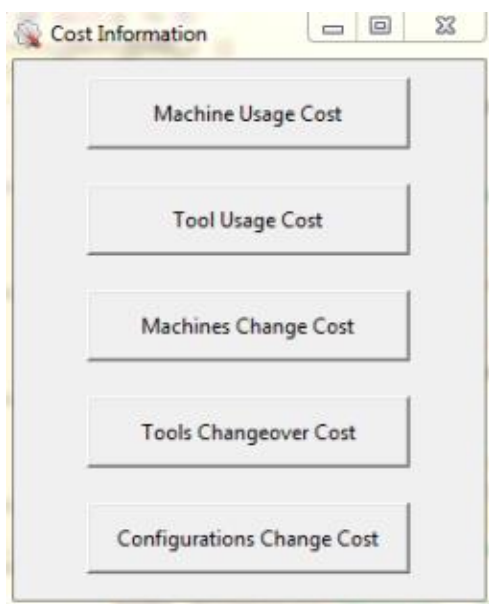 Cost Information
Machine Usage Cost
Tool Usage Cost
Machines Change Cost
Tools Changeover Cost
Configurations Change Cost